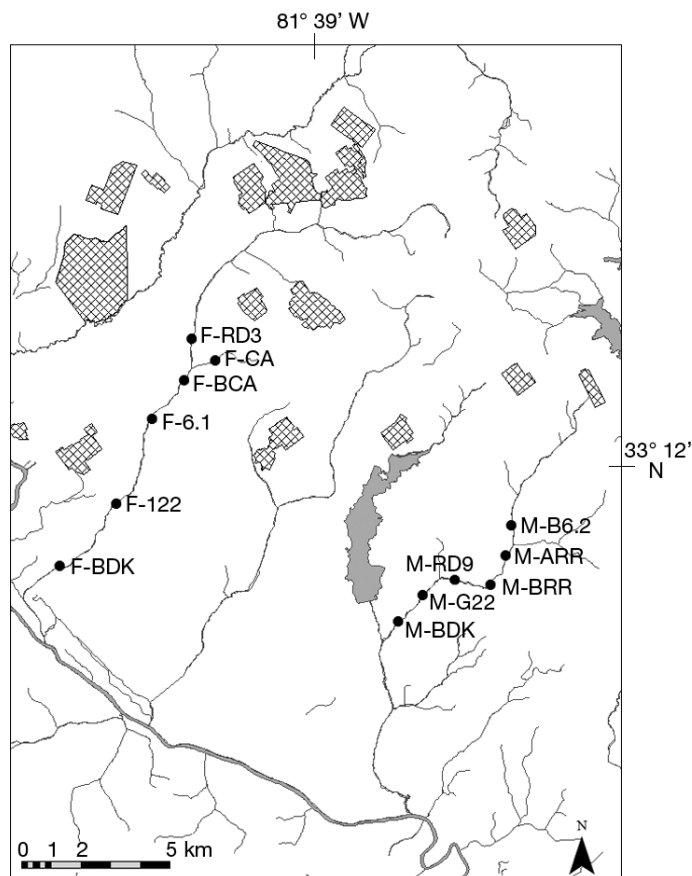 81° 39' W
F-RD3
F-CA
F-BCA
F-6.1
33° 12'
N
F-122
M-B6.2
M-ARR
M-RD9
F-BDK
M-BRR
M-G22
M-BDK
0 1 2 5 km
N